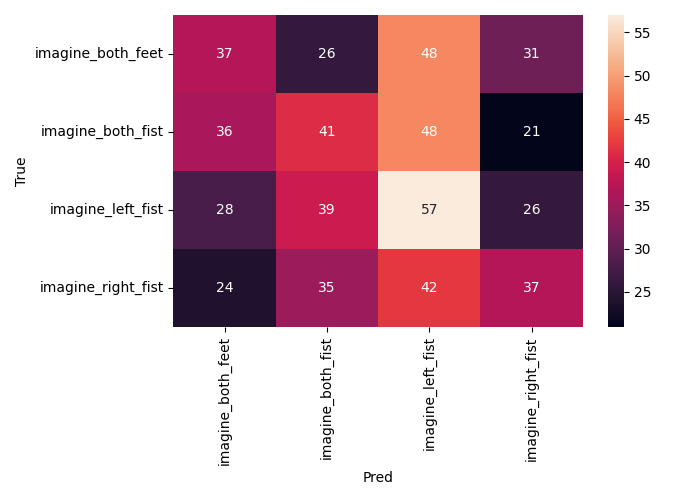 imagine_both_feet 37 26 48 31
imagine_both_fist 36 41 48 21
imagine_left_fist 28 39 57 26
imagine_right_fist 24 35 42 37
True
imagine_both_feet
imagine_both_fist
imagine_left_fist
imagine_right_fist
Pred
55
50
45
40
35
30
25